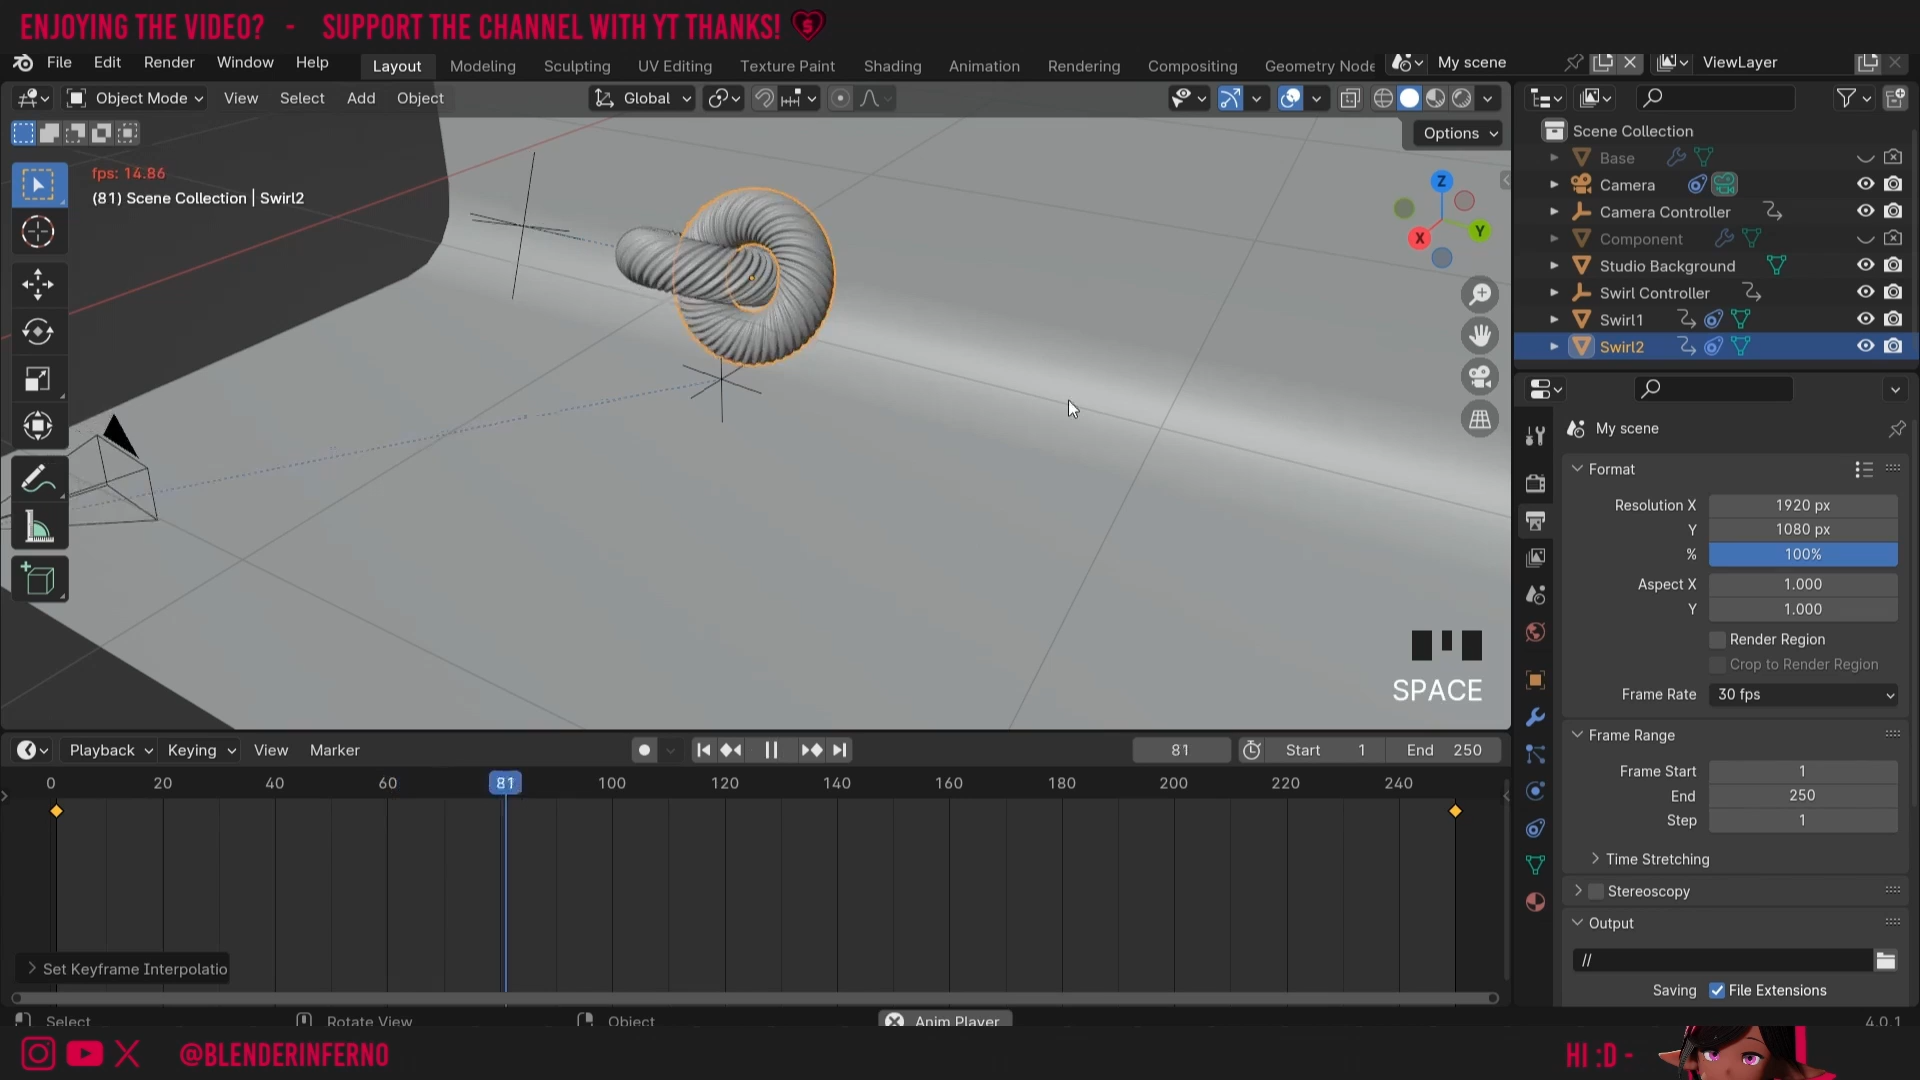 ENJOYING THE VIDEO? - SUPPORT THE CHANNEL WITH YT THANKS!
File Edit Render Window Help Layout Modeling Sculpting UV Editing Texture Paint Shading Animation Rendering Compositing Geometry Node My scene ViewLayer
Object Mode View Select Add Object Global
Options
fps: 14.86
(81) Scene Collection | Swirl2
Z
Y
X
SPACE
Scene Collection
Base
Camera
Camera Controller
Component
Studio Background
Swirl Controller
Swirl1
Swirl2
My scene
Format
Resolution X 1920 px
Y 1080 px
% 100%
Aspect X 1.000
Y 1.000
Render Region
Crop to Render Region
Frame Rate 30 fps
Frame Range
Frame Start 1
End 250
Step 1
Time Stretching
Stereoscopy
Output
//
Saving File Extensions
Playback Keying View Marker 81 Start 1 End 250
0 20 40 60 81 100 120 140 160 180 200 220 240
Set Keyframe Interpolatio
Select Rotate View Object Anim Player 4.0.1
@BLENDERINFERNO
HI :D -